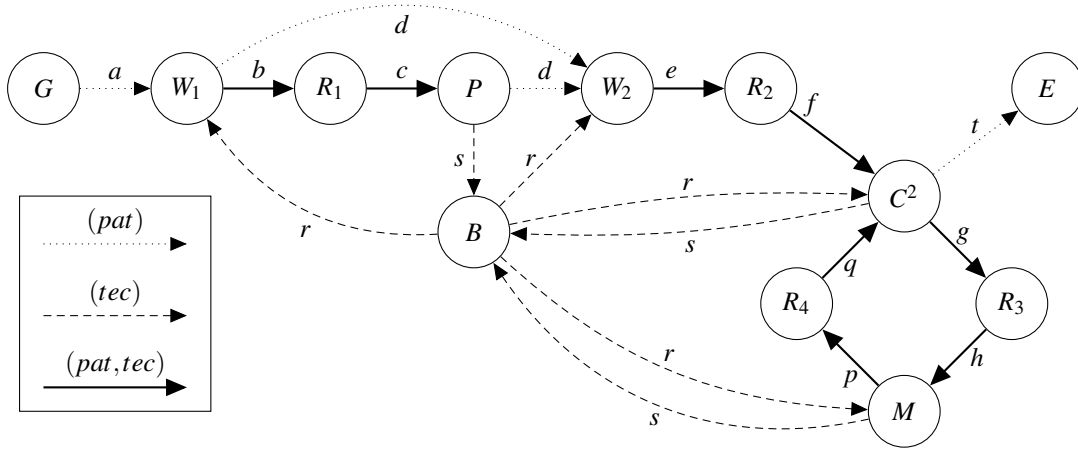 d
G a W₁ b R₁ c P d W₂ e R₂ E
f t
s r
r C²
r B s g
q
R₄ R₃
r
p h
s M
(pat)
(tec)
(pat,tec)